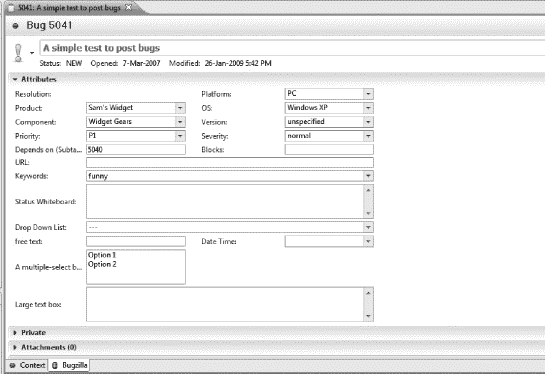 5041: A simple test to post bugs
Bug 5041
A simple test to post bugs
Status: NEW Opened: 7-Mar-2007 Modified: 26-Jan-2009 5:42 PM
Attributes
Resolution: Platform: PC
Product: Sam's Widget OS: Windows XP
Component: Widget Gears Version: unspecified
Priority: P1 Severity: normal
Depends on (Subta... 5040 Blocks:
URL:
Keywords: funny
Status Whiteboard:
Drop Down List: ---
free text: Date Time:
Option 1
Option 2
A multiple-select b...
Large text box:
Private
Attachments (0)
Context Bugzilla